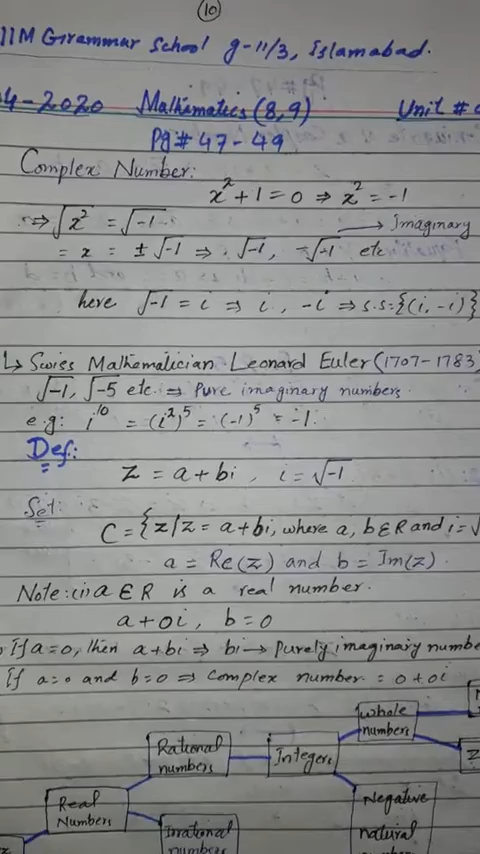 10
IIM Grammar School g-11/3, Islamabad.
4-2020 Mathematics (8,9) Unit #
Pg# 47-49
Complex Number:
x² + 1 = 0 ⇒ x² = -1
⇒ √x² = √-1 → Imaginary
= x = ± √-1 ⇒ √-1, -√-1 etc
here √-1 = i ⇒ i, -i ⇒ s.s = {(i, -i)}
↳ Swiss Mathematician Leonard Euler (1707-1783)
√-1, √-5 etc ⇒ Pure imaginary numbers.
e.g: i¹⁰ = (i²)⁵ = (-1)⁵ = -1
Def:
Z = a + bi, i = √-1
Set:
C = {z/z = a + bi, where a, b ∈ R and i = √
a = Re(z) and b = Im(z)
Note: (i) a ∈ R is a real number.
a + 0i, b = 0
If a = 0, then a + bi ⇒ bi → Purely imaginary numbe
If a = 0 and b = 0 ⇒ Complex number = 0 + 0i
Whole numbers
Rational numbers
Integers
Z
Real Numbers
Irrational numbers
Negative natural